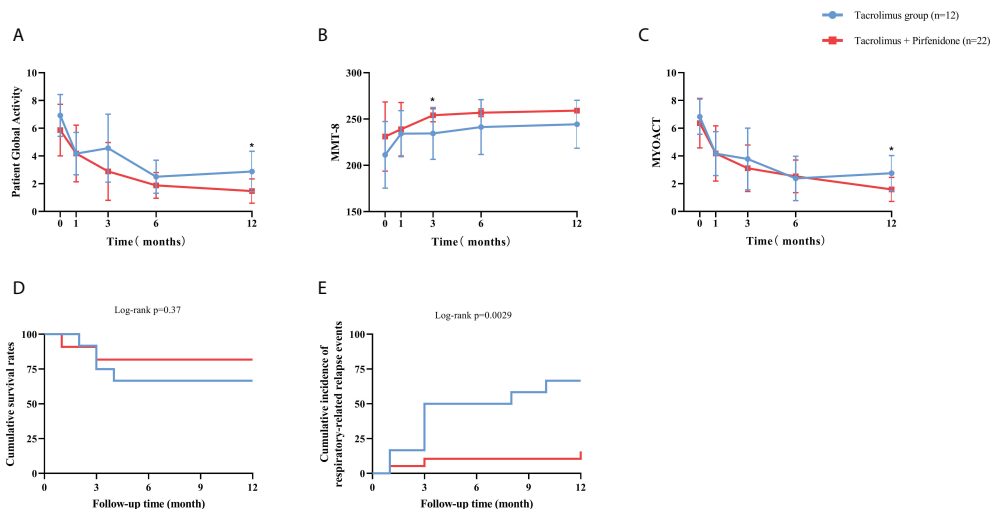 Tacrolimus group (n=12)
Tacrolimus + Pirfenidone (n=22)
A
Patient Global Activity
10
8
6
4
2
0
*
0 1 3 6 12
Time( months)
B
MMT-8
300
250
200
150
*
0 1 3 6 12
Time( months)
C
MYOACT
10
8
6
4
2
0
*
0 1 3 6 12
Time( months)
D
Log-rank p=0.37
Cumulative survival rates
100
75
50
25
0
0 3 6 9 12
Follow-up time (month)
E
Log-rank p=0.0029
Cumulative incidence of
respiratory-related relapse events
100
75
50
25
0
0 3 6 9 12
Follow-up time (month)